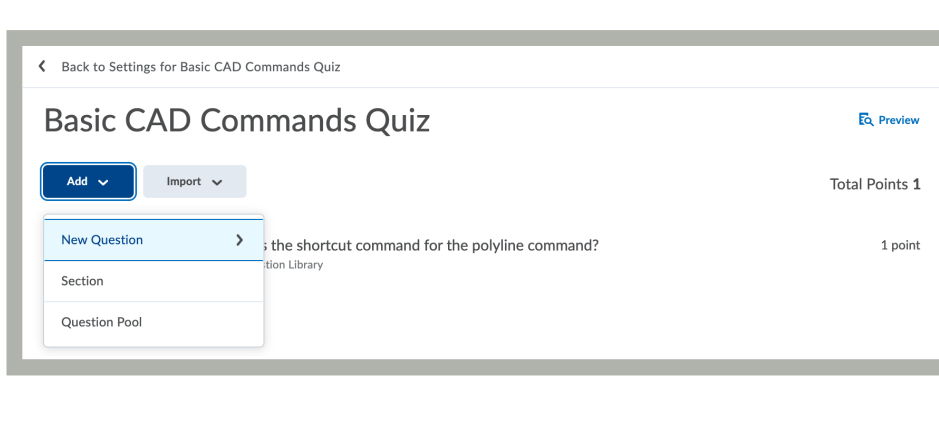 Back to Settings for Basic CAD Commands Quiz
Basic CAD Commands Quiz
Preview
Add
Import
Total Points 1
New Question
the shortcut command for the polyline command?
1 point
Library
Section
Question Pool